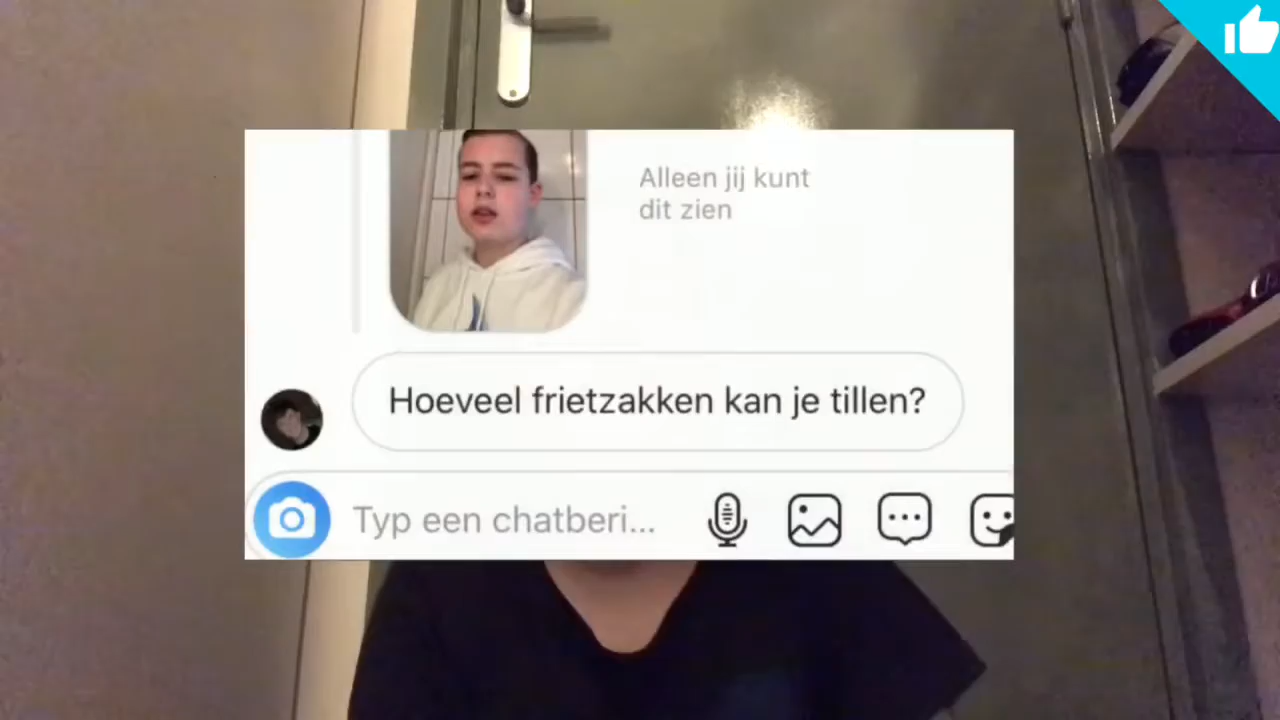 Alleen jij kunt
dit zien
Hoeveel frietzakken kan je tillen?
Typ een chatberi...